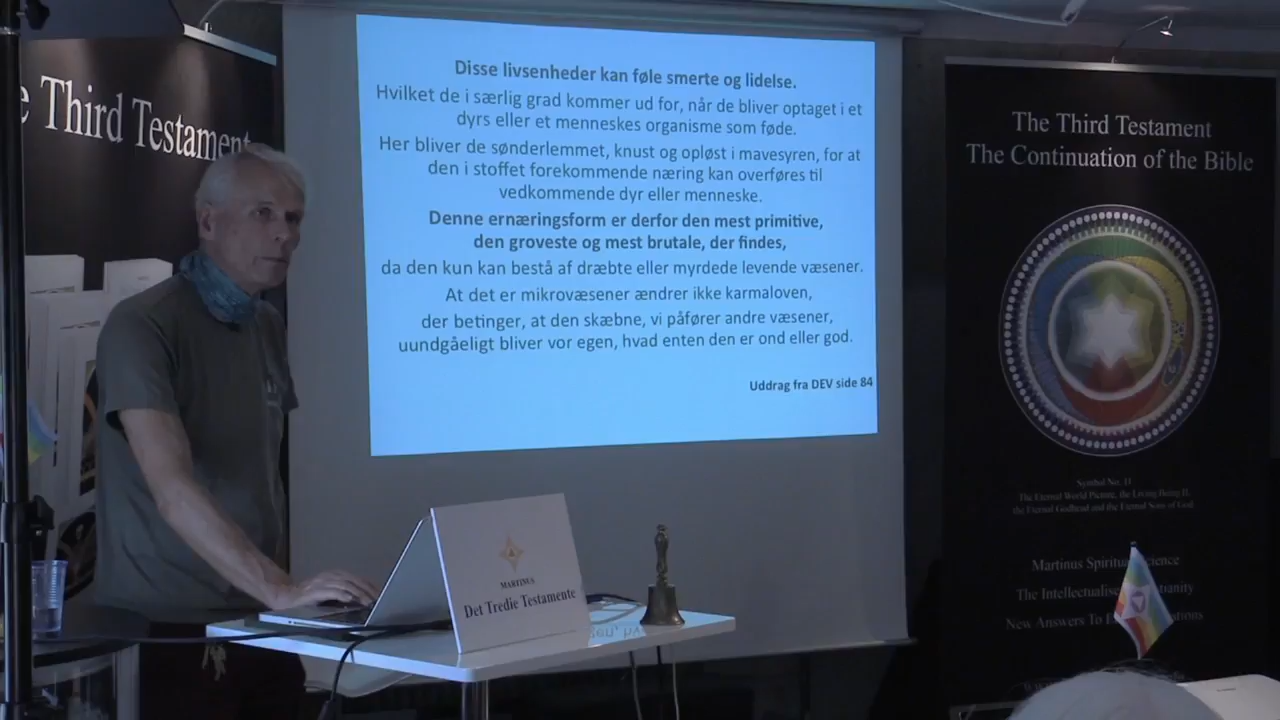 e Third Testament
Disse livsenheder kan føle smerte og lidelse.
Hvilket de i særlig grad kommer ud for, når de bliver optaget i et
dyrs eller et menneskes organisme som føde.
Her bliver de sønderlemmet, knust og opløst i mavesyren, for at
den i stoffet forekommende næring kan overføres til
vedkommende dyr eller menneske.
Denne ernæringsform er derfor den mest primitive,
den groveste og mest brutale, der findes,
da den kun kan bestå af dræbte eller myrdede levende væsener.
At det er mikrovæsener ændrer ikke karmaloven,
der betinger, at den skæbne, vi påfører andre væsener,
uundgåeligt bliver vor egen, hvad enten den er ond eller god.
Uddrag fra DEV side 84
The Third Testament
The Continuation of the Bible
Symbol No. 11
The Eternal World Picture, the Living Being II,
the Eternal Godhead and the Eternal Sons of God
Martinus Spiritual Science
The Intellectualise
New Answers To
MARTINUS
Det Tredie Testamente